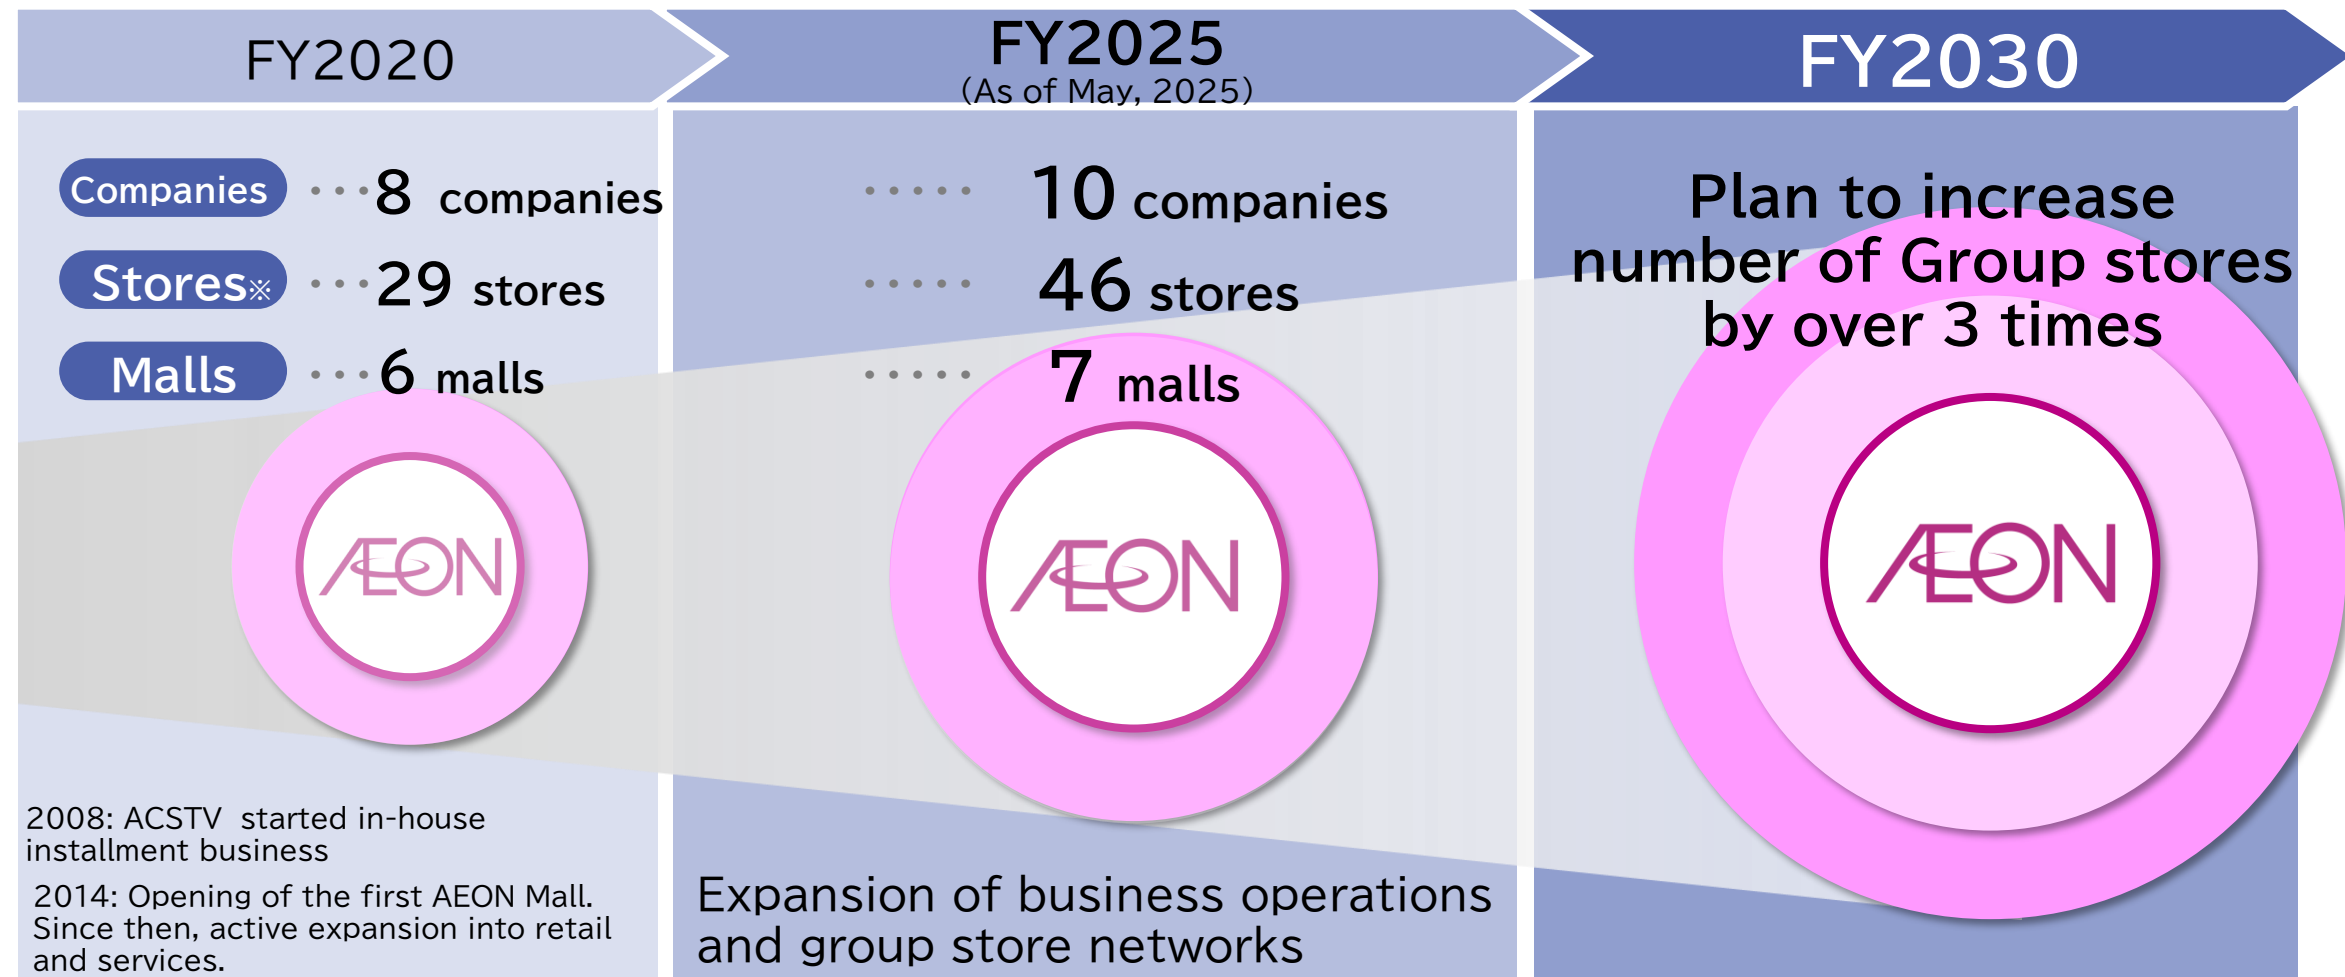 FY2020
FY2025
(As of May, 2025)
FY2030
Companies ・・・8 companies
Stores※ ・・・29 stores
Malls ・・・6 malls
・・・・・ 10 companies
・・・・・ 46 stores
・・・・・ 7 malls
Plan to increase
number of Group stores
by over 3 times
ÆON
ÆON
ÆON
2008: ACSTV started in-house
installment business
2014: Opening of the first AEON Mall.
Since then, active expansion into retail
and services.
Expansion of business operations
and group store networks